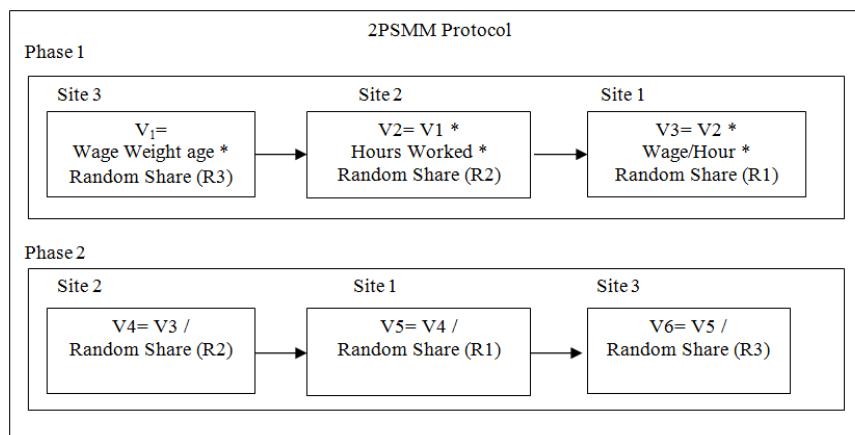 2PSMM Protocol
Phase 1
Site 3
Site 2
Site 1
V₁=
Wage Weight age *
Random Share (R3)
V2= V1 *
Hours Worked *
Random Share (R2)
V3= V2 *
Wage/Hour *
Random Share (R1)
Phase 2
Site 2
Site 1
Site 3
V4= V3 /
Random Share (R2)
V5= V4 /
Random Share (R1)
V6= V5 /
Random Share (R3)